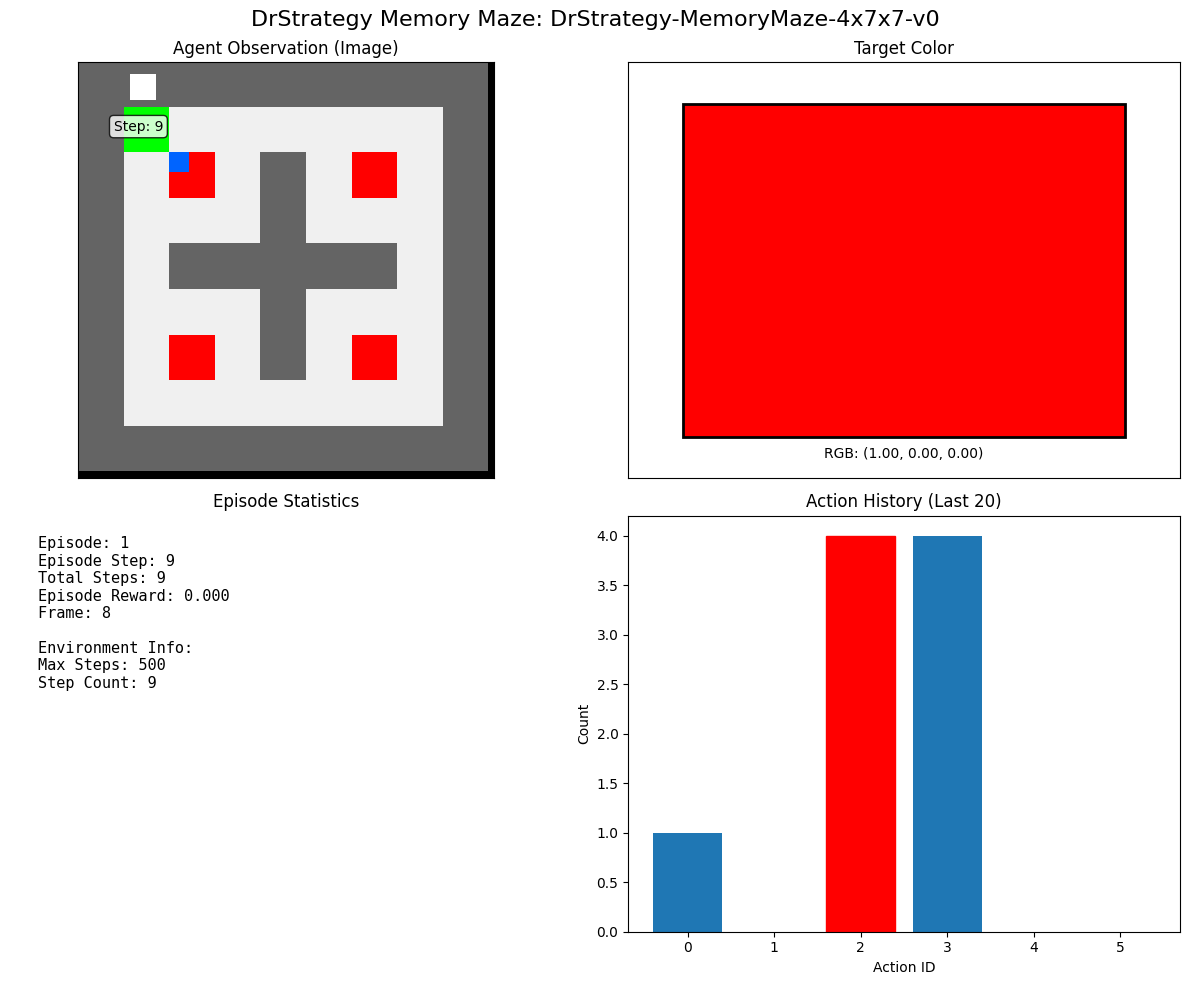 DrStrategy Memory Maze: DrStrategy-MemoryMaze-4x7x7-v0
Agent Observation (Image)
Step: 9
Target Color
RGB: (1.00, 0.00, 0.00)
Episode Statistics
Episode: 1
Episode Step: 9
Total Steps: 9
Episode Reward: 0.000
Frame: 8
Environment Info:
Max Steps: 500
Step Count: 9
Action History (Last 20)
4.0
3.5
3.0
2.5
2.0
1.5
1.0
0.5
0.0
Count
0 1 2 3 4 5
Action ID